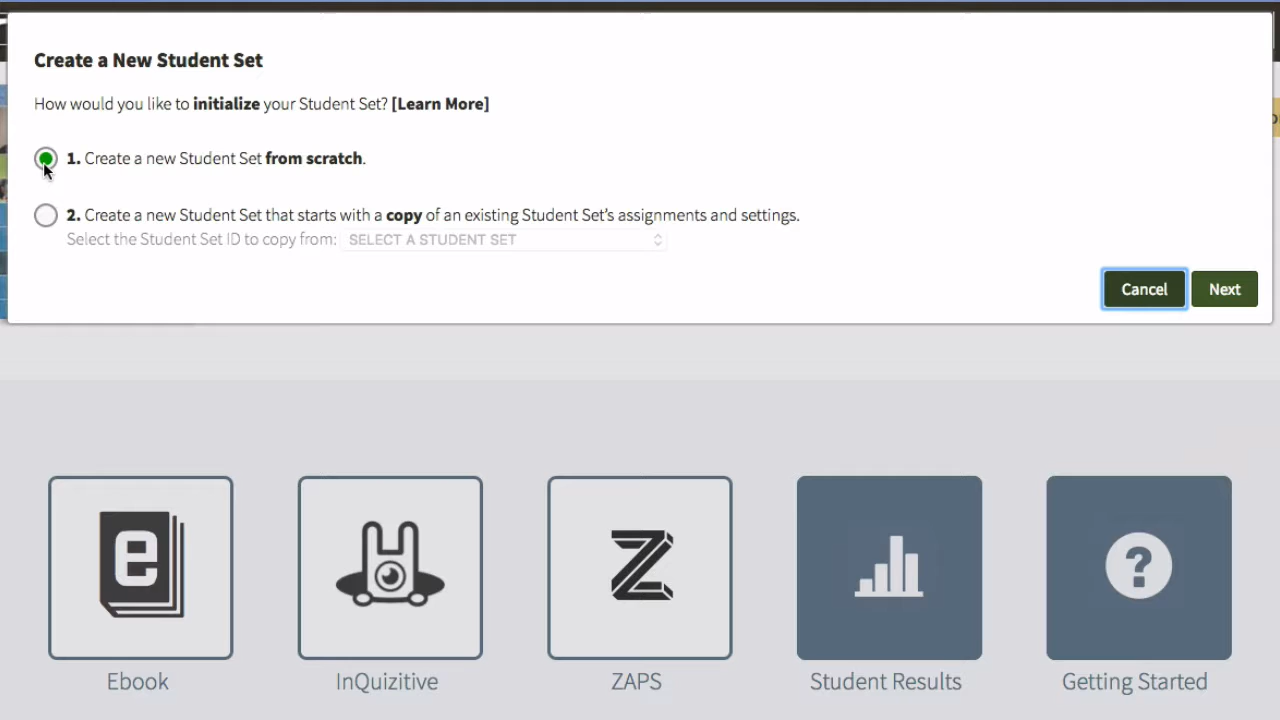 Create a New Student Set
How would you like to initialize your Student Set? [Learn More]
1. Create a new Student Set from scratch.
2. Create a new Student Set that starts with a copy of an existing Student Set's assignments and settings.
Select the Student Set ID to copy from: SELECT A STUDENT SET
Cancel Next
e
Z
?
Ebook InQuizitive ZAPS Student Results Getting Started